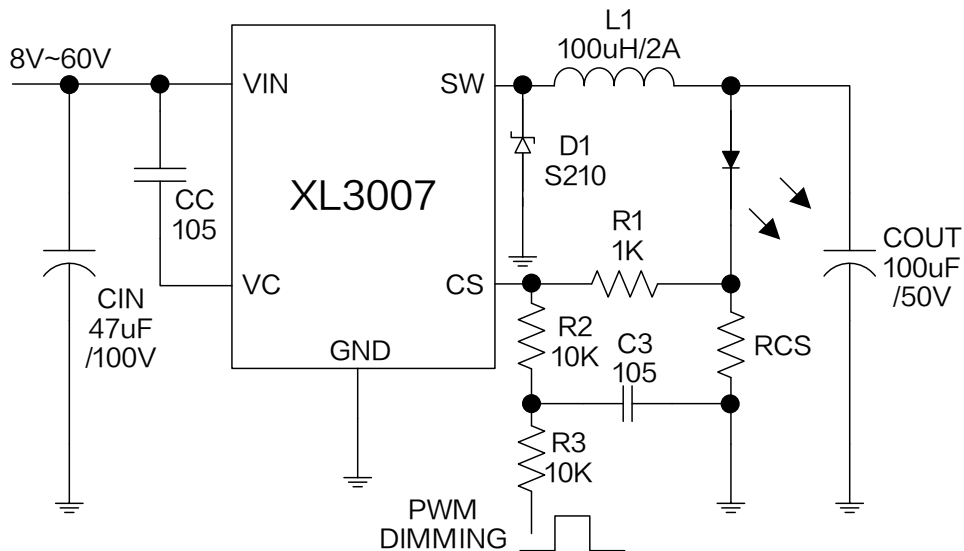 L1
100uH/2A
8V~60V
VIN
SW
D1
S210
XL3007
CC
105
R1
1K
COUT
100uF
/50V
VC
CS
CIN
47uF
/100V
R2
10K
C3
105
RCS
GND
R3
10K
PWM
DIMMING